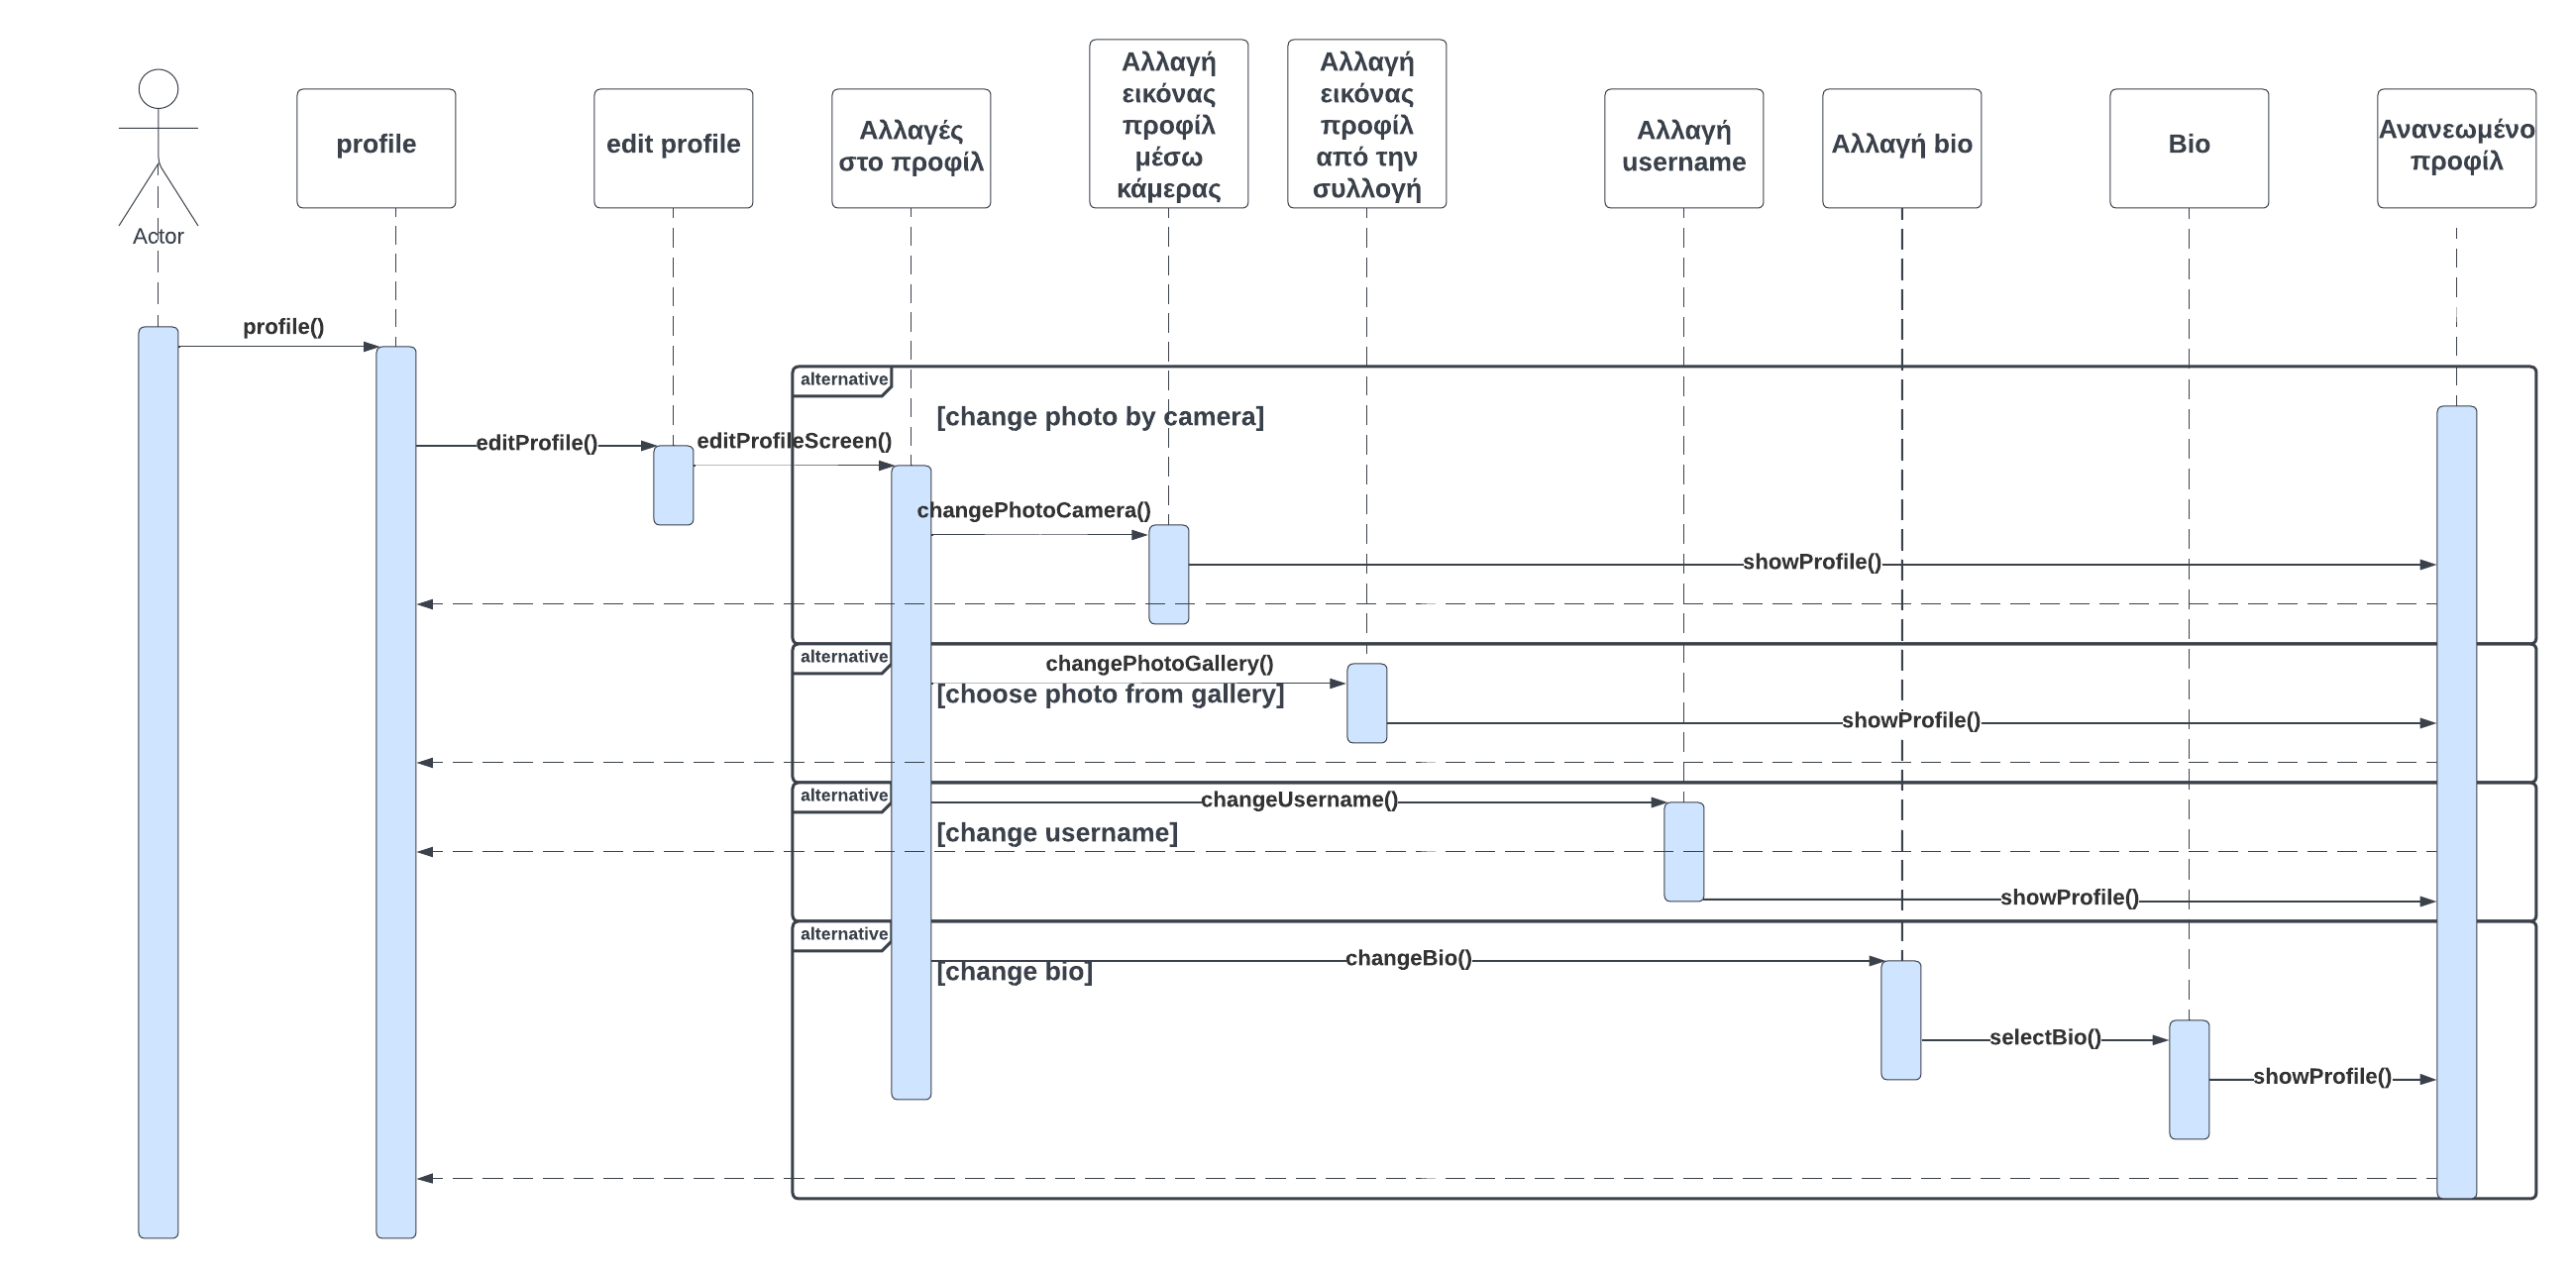 Actor
profile
edit profile
Αλλαγές
στο προφίλ
Αλλαγή
εικόνας
προφίλ
μέσω
κάμερας
Αλλαγή
εικόνας
προφίλ
από την
συλλογή
Αλλαγή
username
Αλλαγή bio
Bio
Ανανεωμένο
προφίλ
profile()
alternative
[change photo by camera]
editProfile()
editProfileScreen()
changePhotoCamera()
showProfile()
alternative
changePhotoGallery()
[choose photo from gallery]
showProfile()
alternative
changeUsername()
[change username]
showProfile()
alternative
changeBio()
[change bio]
selectBio()
showProfile()